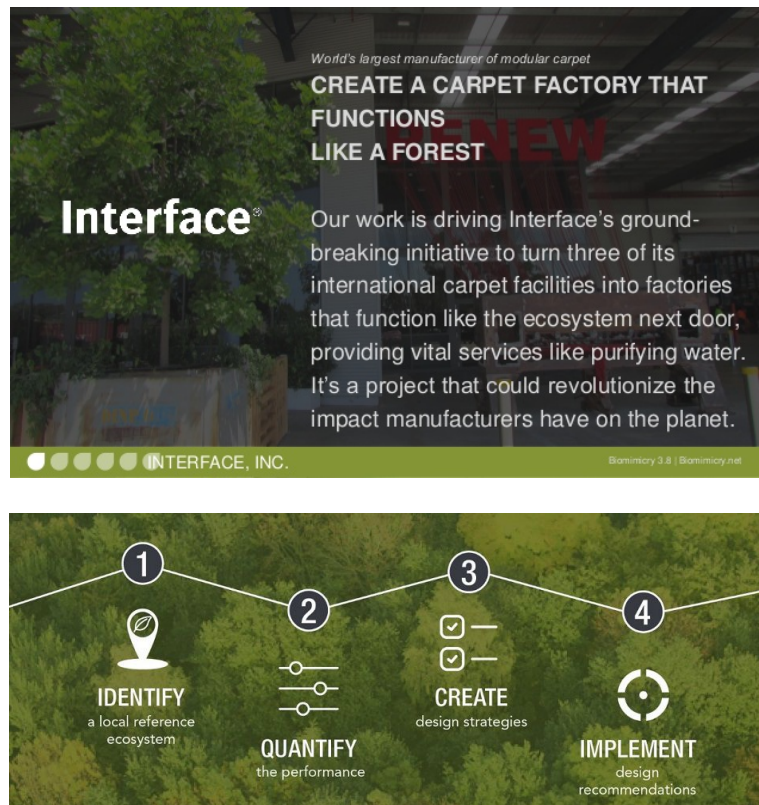 World's largest manufacturer of modular carpet
CREATE A CARPET FACTORY THAT
FUNCTIONS
LIKE A FOREST
RENEW
Interface®
Our work is driving Interface's ground-
breaking initiative to turn three of its
international carpet facilities into factories
that function like the ecosystem next door,
providing vital services like purifying water.
It's a project that could revolutionize the
impact manufacturers have on the planet.
INTERFACE, INC.
Biomimicry 3.8 | Biomimicry.net
1
2
3
4
IDENTIFY
a local reference
ecosystem
QUANTIFY
the performance
CREATE
design strategies
IMPLEMENT
design
recommendations